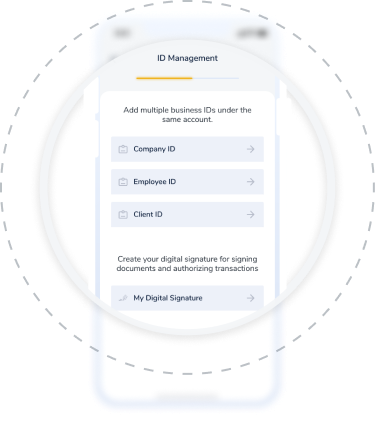 ID Management
Add multiple business IDs under the
same account.
Company ID
Employee ID
Client ID
Create your digital signature for signing
documents and authorizing transactions
My Digital Signature